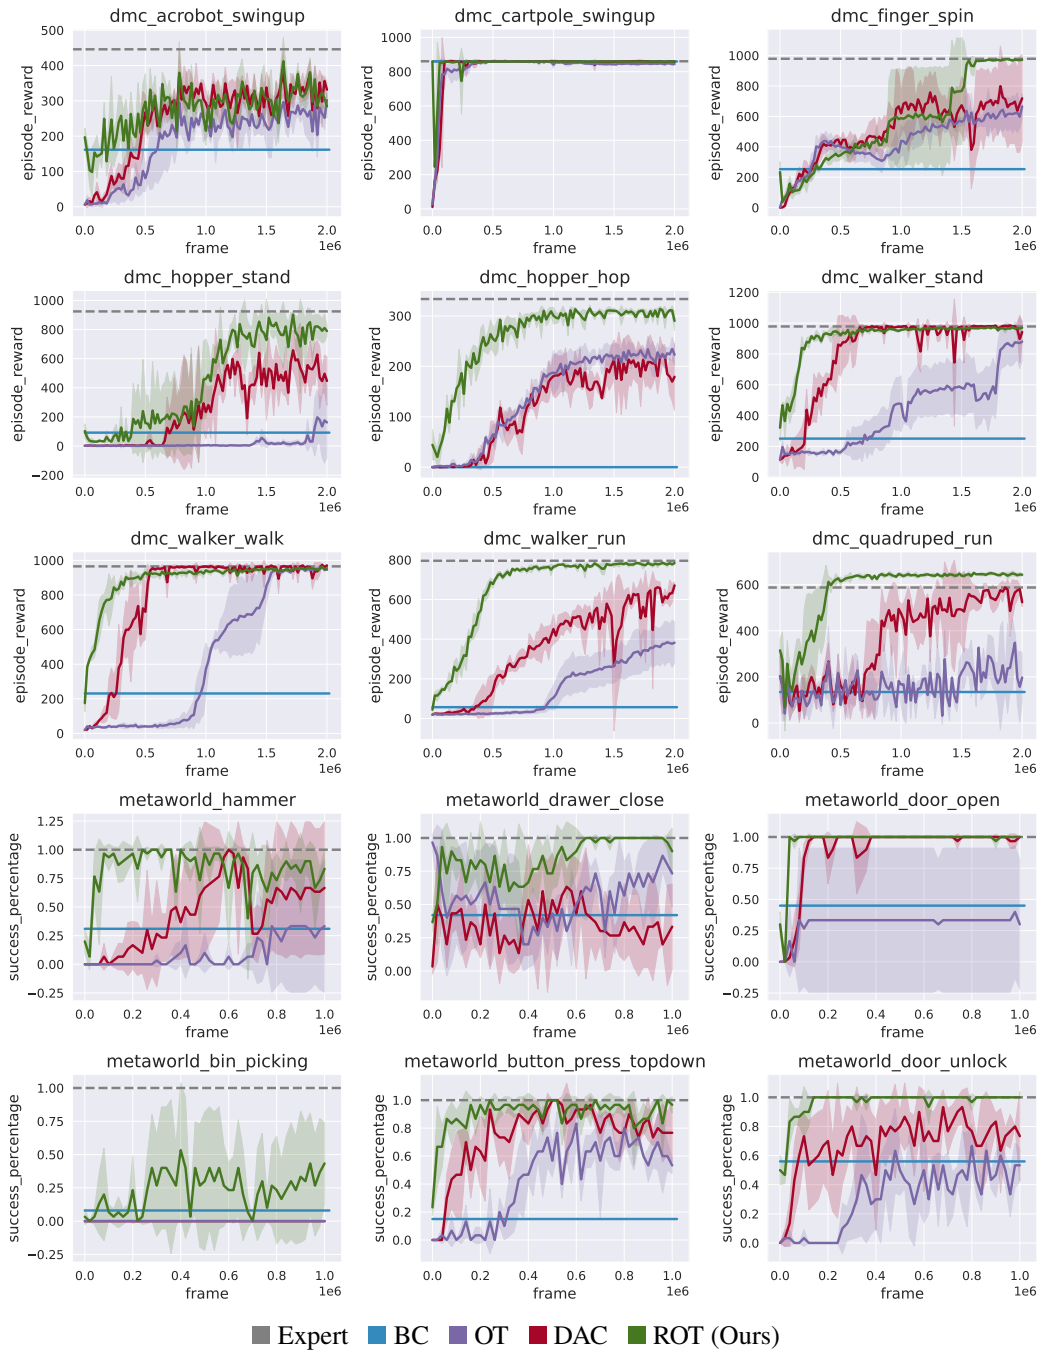 dmc_acrobot_swingup dmc_cartpole_swingup dmc_finger_spin
episode_reward 500 400 300 200 100 0
0.0 0.5 1.0 1.5 2.0
frame 1e6
episode_reward 1000 800 600 400 200 0
0.0 0.5 1.0 1.5 2.0
frame 1e6
episode_reward 1000 800 600 400 200 0
0.0 0.5 1.0 1.5 2.0
frame 1e6
dmc_hopper_stand dmc_hopper_hop dmc_walker_stand
episode_reward 1000 800 600 400 200 0 −200
0.0 0.5 1.0 1.5 2.0
frame 1e6
episode_reward 300 200 100 0
0.0 0.5 1.0 1.5 2.0
frame 1e6
episode_reward 1200 1000 800 600 400 200 0
0.0 0.5 1.0 1.5 2.0
frame 1e6
dmc_walker_walk dmc_walker_run dmc_quadruped_run
episode_reward 1000 800 600 400 200 0
0.0 0.5 1.0 1.5 2.0
frame 1e6
episode_reward 800 600 400 200 0
0.0 0.5 1.0 1.5 2.0
frame 1e6
episode_reward 600 400 200 0
0.0 0.5 1.0 1.5 2.0
frame 1e6
metaworld_hammer metaworld_drawer_close metaworld_door_open
success_percentage 1.25 1.00 0.75 0.50 0.25 0.00 −0.25
0.0 0.2 0.4 0.6 0.8 1.0
frame 1e6
success_percentage 1.00 0.75 0.50 0.25 0.00
0.0 0.2 0.4 0.6 0.8 1.0
frame 1e6
success_percentage 1.00 0.75 0.50 0.25 0.00 −0.25
0.0 0.2 0.4 0.6 0.8 1.0
frame 1e6
metaworld_bin_picking metaworld_button_press_topdown metaworld_door_unlock
success_percentage 1.00 0.75 0.50 0.25 0.00 −0.25
0.0 0.2 0.4 0.6 0.8 1.0
frame 1e6
success_percentage 1.0 0.8 0.6 0.4 0.2 0.0
0.0 0.2 0.4 0.6 0.8 1.0
frame 1e6
success_percentage 1.0 0.8 0.6 0.4 0.2 0.0
0.0 0.2 0.4 0.6 0.8 1.0
frame 1e6
Expert BC OT DAC ROT (Ours)